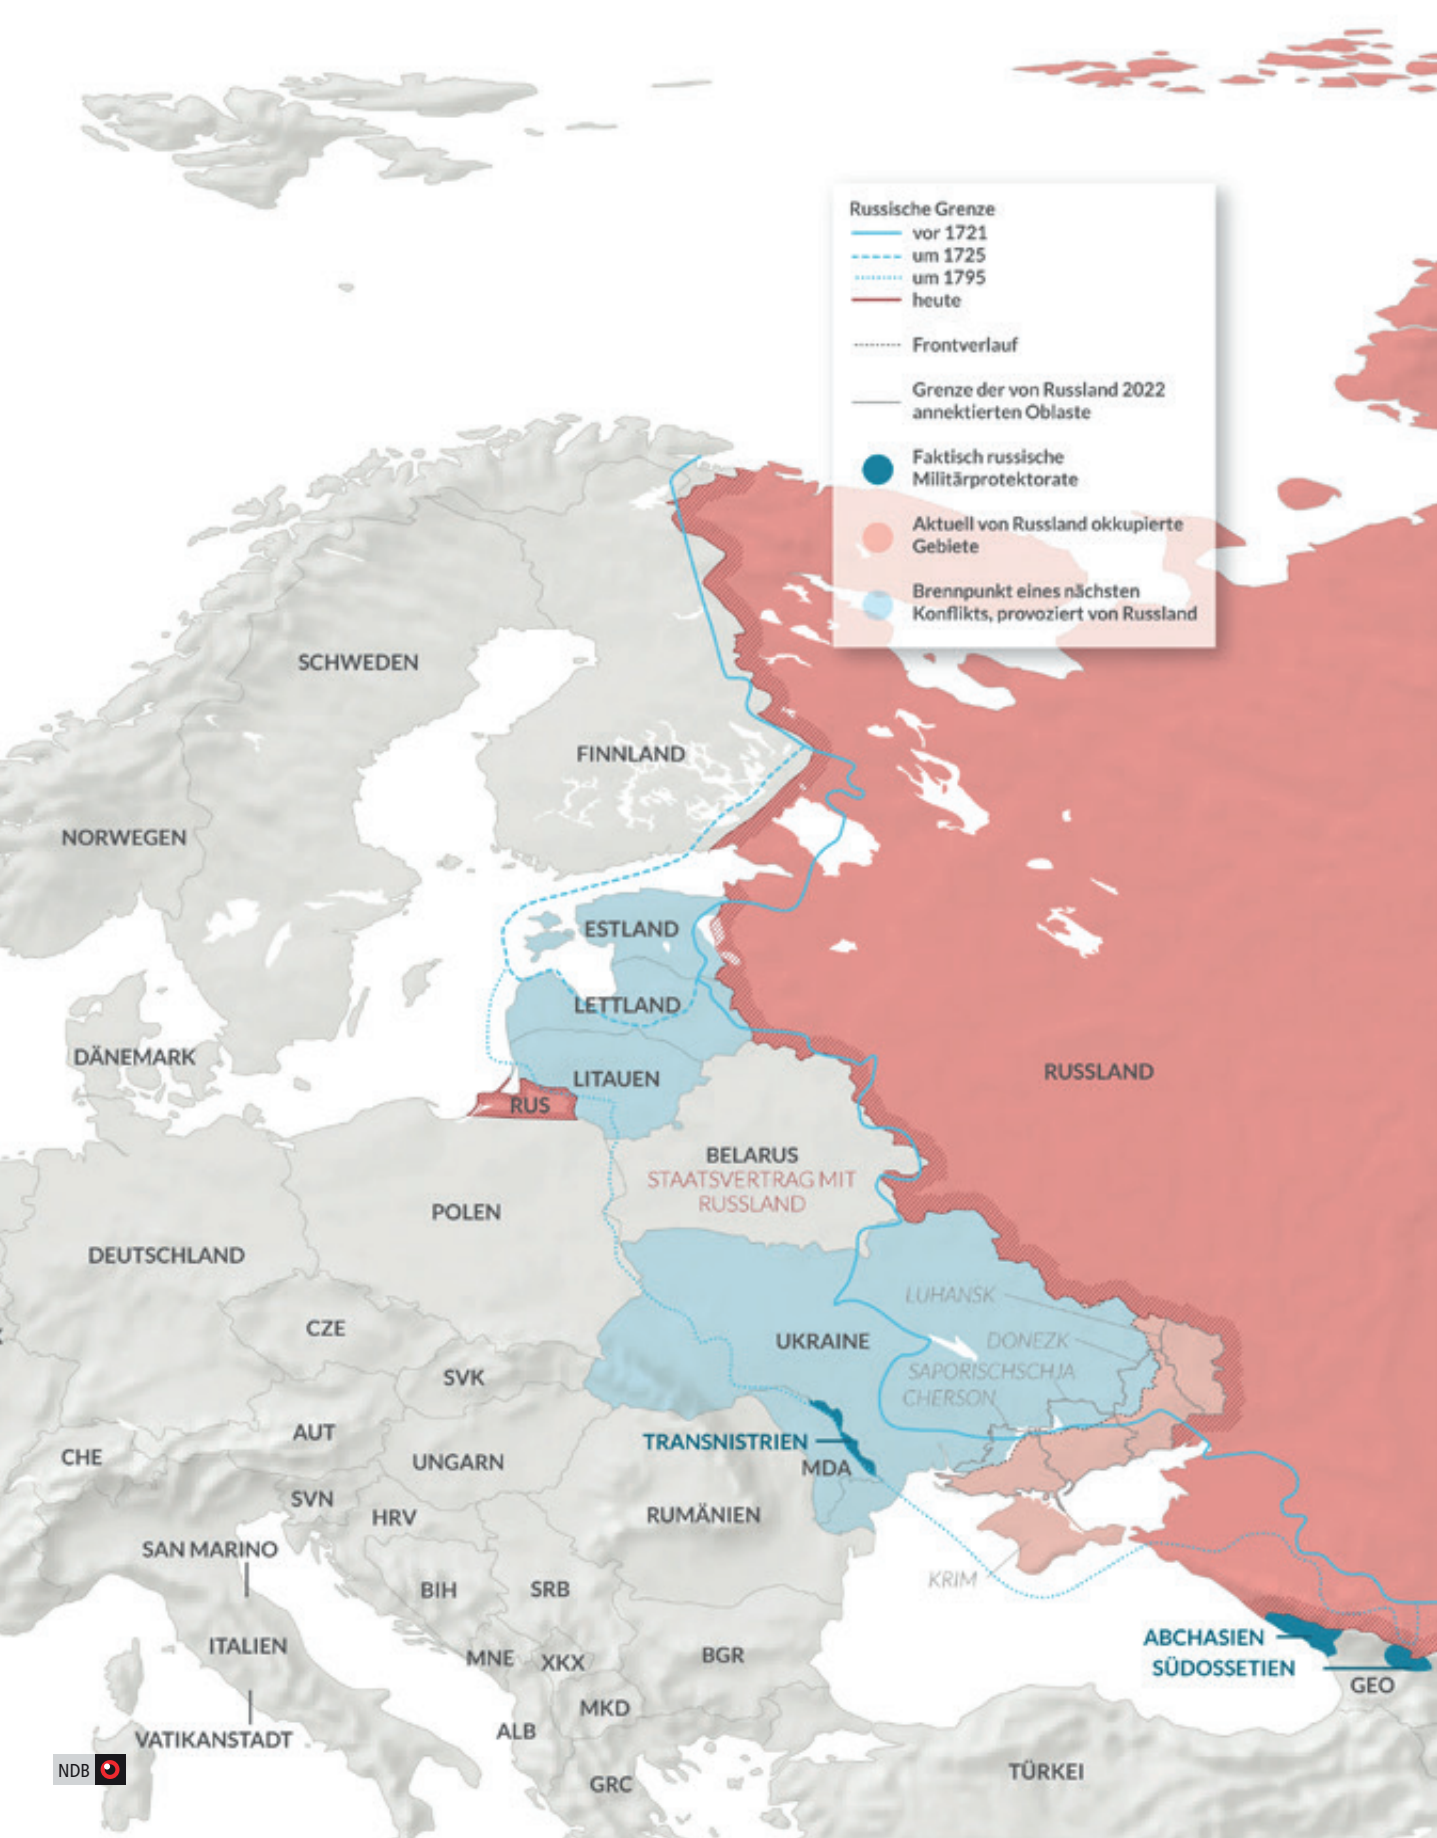 Russische Grenze
vor 1721
um 1725
um 1795
heute
Frontverlauf
Grenze der von Russland 2022
annektierten Oblaste
Faktisch russische
Militärprotektorate
Aktuell von Russland okkupierte
Gebiete
Brennpunkt eines nächsten
Konflikts, provoziert von Russland
SCHWEDEN
FINNLAND
NORWEGEN
ESTLAND
LETTLAND
DÄNEMARK
RUSSLAND
LITAUEN
RUS
BELARUS
STAATSVERTRAG MIT
RUSSLAND
POLEN
DEUTSCHLAND
LUHANSK
CZE
UKRAINE
DONEZK
SAPORISCHSCHJA
SVK
CHERSON
AUT
TRANSNISTRIEN
CHE
UNGARN
MDA
SVN
HRV
RUMÄNIEN
SAN MARINO
KRIM
BIH
SRB
ABCHASIEN
ITALIEN
MNE
XKX
BGR
SÜDOSSETIEN
GEO
MKD
ALB
VATIKANSTADT
NDB
TÜRKEI
GRC